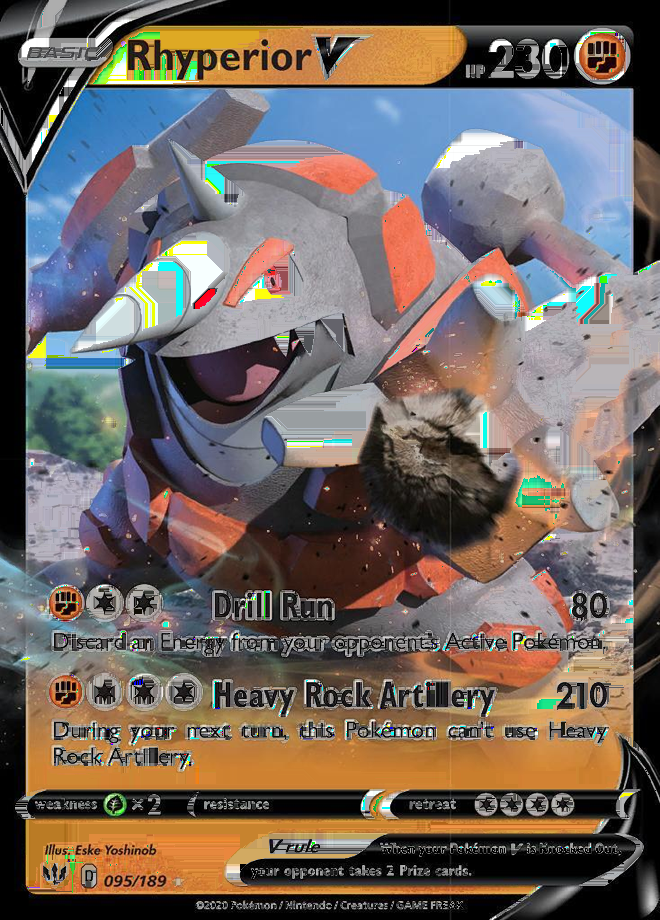 BASIC Rhyperior V HP 230
Drill Run 80
Discard an Energy from your opponent's Active Pokémon.
Heavy Rock Artillery 210
During your next turn, this Pokémon can't use Heavy
Rock Artillery.
weakness ×2 resistance retreat
Illus. Eske Yoshinob
V rule When your Pokémon V is Knocked Out,
your opponent takes 2 Prize cards.
D 095/189
©2020 Pokémon / Nintendo / Creatures / GAME FREAK